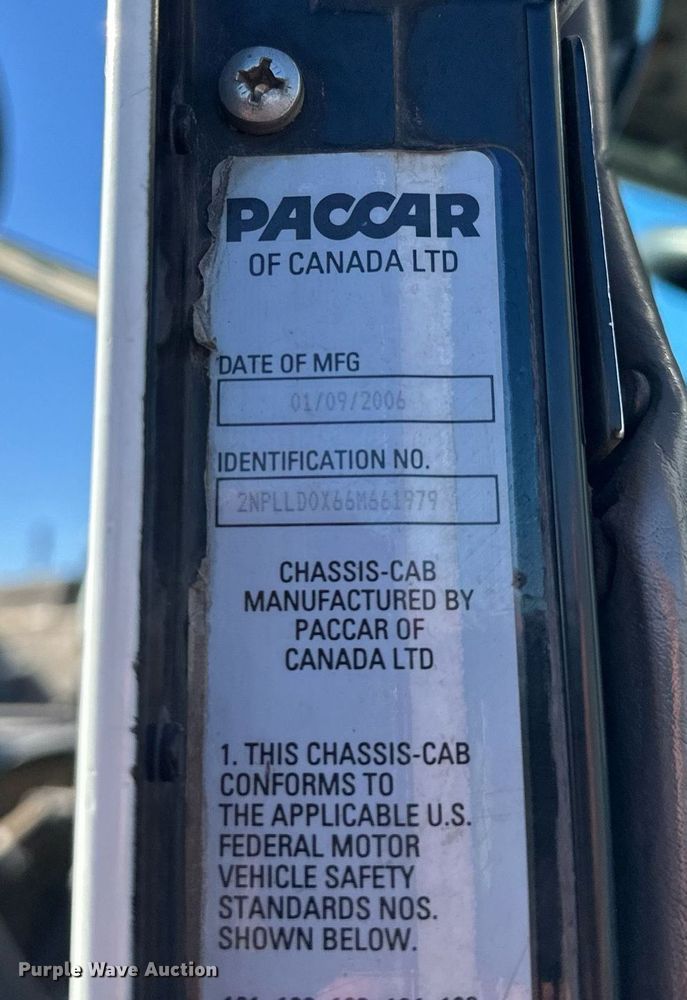 PACCAR
OF CANADA LTD
DATE OF MFG
01/09/2006
IDENTIFICATION NO.
2NPLLD0X66M661979
CHASSIS-CAB
MANUFACTURED BY
PACCAR OF
CANADA LTD
1. THIS CHASSIS-CAB
CONFORMS TO
THE APPLICABLE U.S.
FEDERAL MOTOR
VEHICLE SAFETY
STANDARDS NOS.
SHOWN BELOW.
Purple Wave Auction